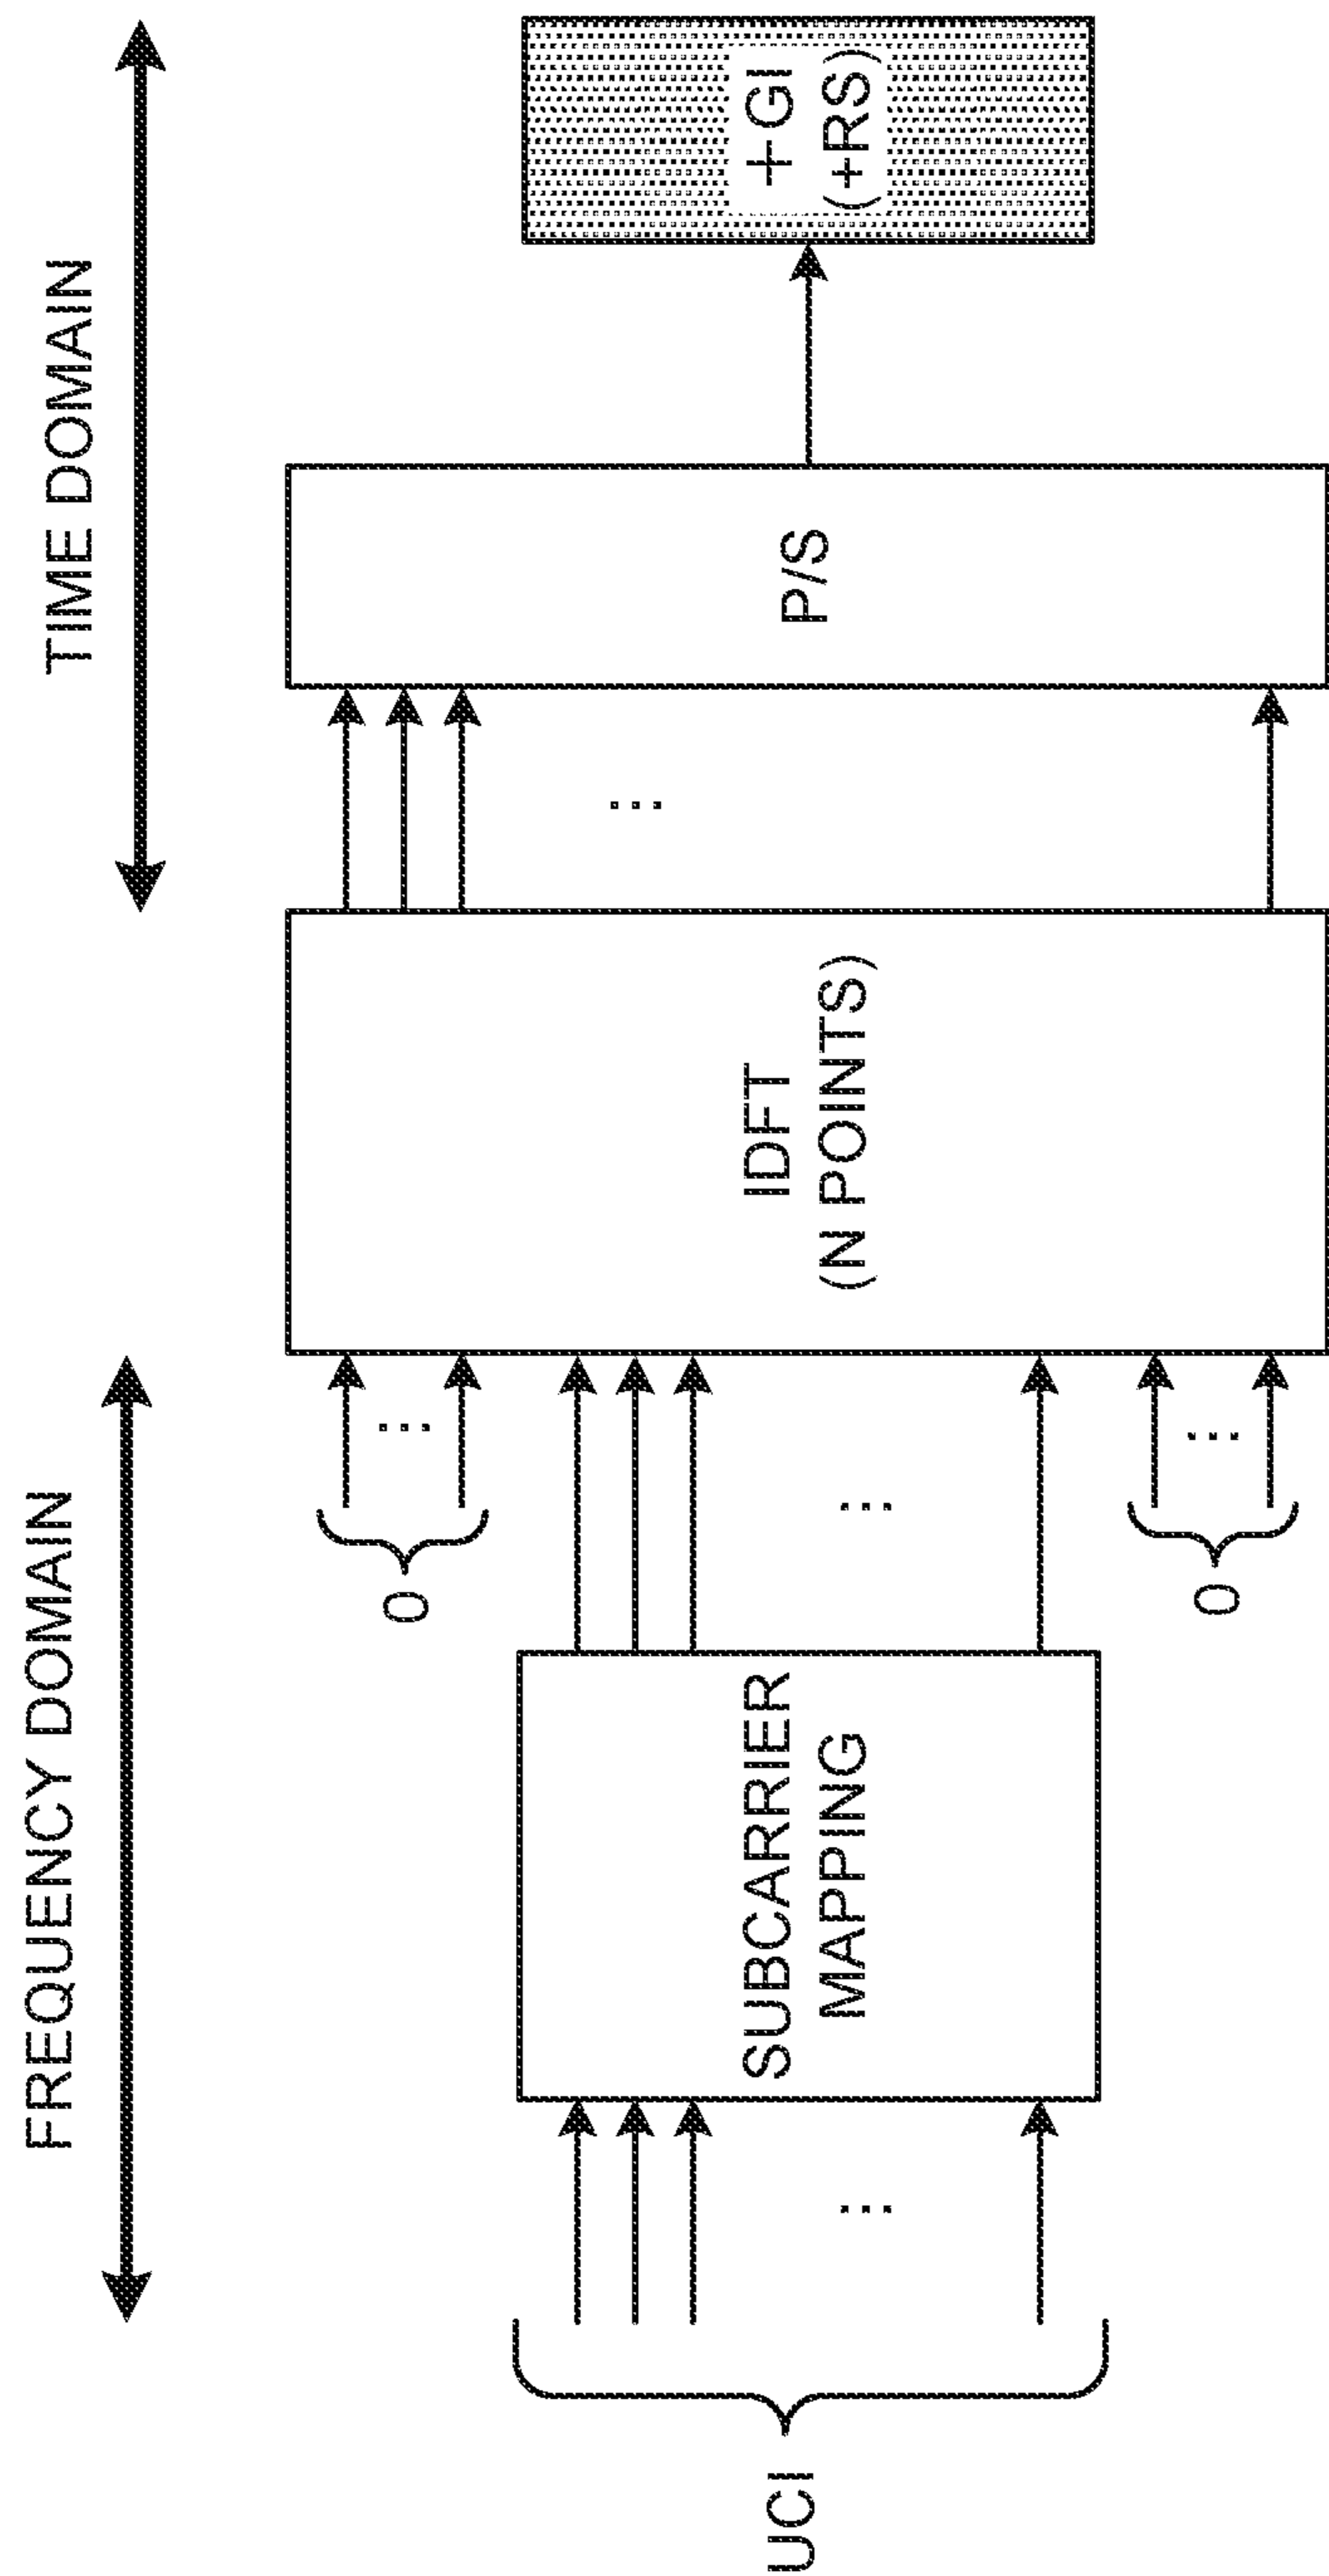 FREQUENCY DOMAIN
TIME DOMAIN
UCI
...
SUBCARRIER
MAPPING
0
...
...
0
...
IDFT
(N POINTS)
...
P/S
+GI
(+RS)